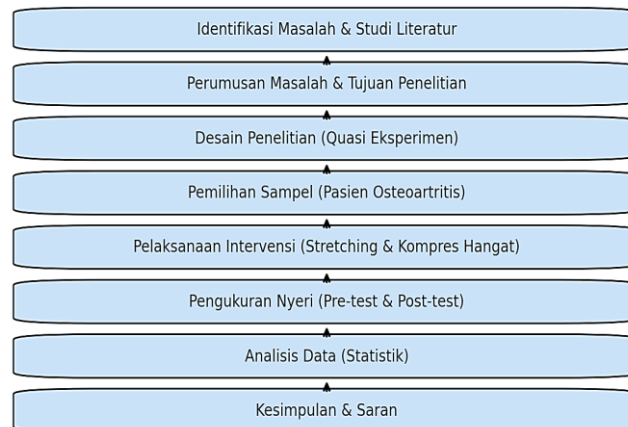 Identifikasi Masalah & Studi Literatur
Perumusan Masalah & Tujuan Penelitian
Desain Penelitian (Quasi Eksperimen)
Pemilihan Sampel (Pasien Osteoartritis)
Pelaksanaan Intervensi (Stretching & Kompres Hangat)
Pengukuran Nyeri (Pre-test & Post-test)
Analisis Data (Statistik)
Kesimpulan & Saran